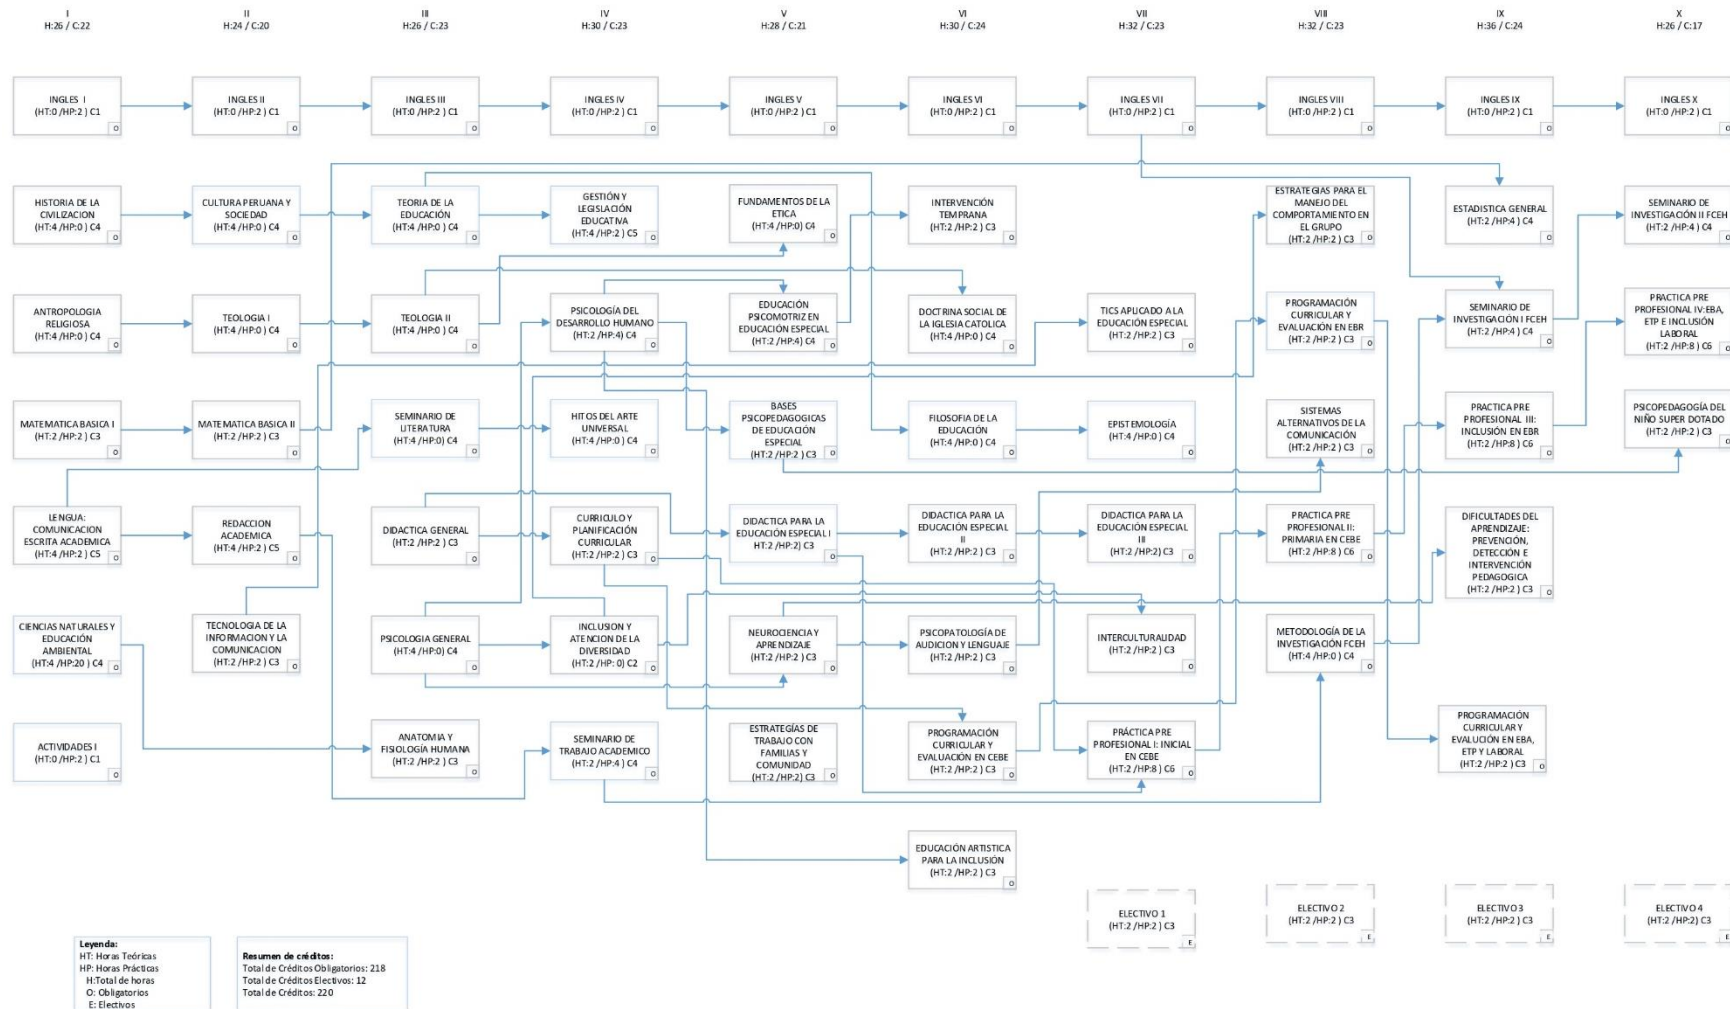 I
H:26 / C:22
II
H:24 / C:20
III
H:26 / C:23
IV
H:30 / C:23
V
H:28 / C:21
VI
H:30 / C:24
VII
H:32 / C:23
VIII
H:32 / C:23
IX
H:36 / C:24
X
H:26 / C:17
INGLES I
(HT:0 /HP:2 ) C1
O
INGLES II
(HT:0 /HP:2 ) C1
O
INGLES III
(HT:0 /HP:2 ) C1
O
INGLES IV
(HT:0 /HP:2 ) C1
O
INGLES V
(HT:0 /HP:2 ) C1
O
INGLES VI
(HT:0 /HP:2 ) C1
O
INGLES VII
(HT:0 /HP:2 ) C1
O
INGLES VIII
(HT:0 /HP:2 ) C1
O
INGLES IX
(HT:0 /HP:2 ) C1
O
INGLES X
(HT:0 /HP:2 ) C1
O
HISTORIA DE LA
CIVILIZACION
(HT:4 /HP:0 ) C4
O
CULTURA PERUANA Y
SOCIEDAD
(HT:4 /HP:0 ) C4
O
TEORIA DE LA
EDUCACIÓN
(HT:4 /HP:0 ) C4
O
GESTIÓN Y
LEGISLACIÓN
EDUCATIVA
(HT:4 /HP:2 ) C5
O
FUNDAMENTOS DE LA
ETICA
(HT:4 /HP:0) C4
O
INTERVENCIÓN
TEMPRANA
(HT:2 /HP:2 ) C3
O
ESTRATEGIAS PARA EL
MANEJO DEL
COMPORTAMIENTO EN
EL GRUPO
(HT:2 /HP:2 ) C3
O
ESTADISTICA GENERAL
(HT:2 /HP:4 ) C4
O
SEMINARIO DE
INVESTIGACIÓN II FCEH
(HT:2 /HP:4 ) C4
O
ANTROPOLOGIA
RELIGIOSA
(HT:4 /HP:0 ) C4
O
TEOLOGIA I
(HT:4 /HP:0 ) C4
O
TEOLOGIA II
(HT:4 /HP:0 ) C4
O
PSICOLOGÍA DEL
DESARROLLO HUMANO
(HT:2 /HP:4) C4
O
EDUCACIÓN
PSICOMOTRIZ EN
EDUCACIÓN ESPECIAL
(HT:2 /HP:4) C4
O
DOCTRINA SOCIAL DE
LA IGLESIA CATOLICA
(HT:4 /HP:0 ) C4
O
TICS APLICADO A LA
EDUCACIÓN ESPECIAL
(HT:2 /HP:2 ) C3
O
PROGRAMACIÓN
CURRICULAR Y
EVALUACIÓN EN EBR
(HT:2 /HP:2 ) C3
O
SEMINARIO DE
INVESTIGACIÓN I FCEH
(HT:2 /HP:4 ) C4
O
PRACTICA PRE
PROFESIONAL IV:EBA,
ETP E INCLUSIÓN
LABORAL
(HT:2 /HP:8 ) C6
O
MATEMATICA BASICA I
(HT:2 /HP:2 ) C3
O
MATEMATICA BASICA II
(HT:2 /HP:2 ) C3
O
SEMINARIO DE
LITERATURA
(HT:4 /HP:0) C4
O
HITOS DEL ARTE
UNIVERSAL
(HT:4 /HP:0 ) C4
O
BASES
PSICOPEDAGOGICAS
DE EDUCACIÓN
ESPECIAL
(HT:2 /HP:2 ) C3
O
FILOSOFIA DE LA
EDUCACIÓN
(HT:4 /HP:0 ) C4
O
EPISTEMOLOGÍA
(HT:4 /HP:0 ) C4
O
SISTEMAS
ALTERNATIVOS DE LA
COMUNICACIÓN
(HT:2 /HP:2 ) C3
O
PRACTICA PRE
PROFESIONAL III:
INCLUSIÓN EN EBR
(HT:2 /HP:8 ) C6
O
PSICOPEDAGOGÍA DEL
NIÑO SUPER DOTADO
(HT:2 /HP:2 ) C3
O
LENGUA:
COMUNICACION
ESCRITA ACADEMICA
(HT:4 /HP:2 ) C5
O
REDACCION
ACADEMICA
(HT:4 /HP:2 ) C5
O
DIDACTICA GENERAL
(HT:2 /HP:2 ) C3
O
CURRICULO Y
PLANIFICACIÓN
CURRICULAR
(HT:2 /HP:2 ) C3
O
DIDACTICA PARA LA
EDUCACIÓN ESPECIAL I
HT:2 /HP:2) C3
O
DIDACTICA PARA LA
EDUCACIÓN ESPECIAL
II
(HT:2 /HP:2 ) C3
O
DIDACTICA PARA LA
EDUCACIÓN ESPECIAL
III
(HT:2 /HP:2) C3
O
PRACTICA PRE
PROFESIONAL II:
PRIMARIA EN CEBE
(HT:2 /HP:8 ) C6
O
DIFICULTADES DEL
APRENDIZAJE:
PREVENCIÓN,
DETECCIÓN E
INTERVENCIÓN
PEDAGOGICA
(HT:2 /HP:2 ) C3
O
CIENCIAS NATURALES Y
EDUCACIÓN
AMBIENTAL
(HT:4 /HP:20 ) C4
O
TECNOLOGIA DE LA
INFORMACION Y LA
COMUNICACION
(HT:2 /HP:2 ) C3
O
PSICOLOGIA GENERAL
(HT:4 /HP:0) C4
O
INCLUSION Y
ATENCION DE LA
DIVERSIDAD
(HT:2 /HP: 0) C2
O
NEUROCIENCIA Y
APRENDIZAJE
(HT:2 /HP:2 ) C3
O
PSICOPATOLOGÍA DE
AUDICION Y LENGUAJE
(HT:2 /HP:2 ) C3
O
INTERCULTURALIDAD
(HT:2 /HP:2 ) C3
O
METODOLOGÍA DE LA
INVESTIGACIÓN FCEH
(HT:4 /HP:0 ) C4
O
ACTIVIDADES I
(HT:0 /HP:2 ) C1
O
ANATOMIA Y
FISIOLOGÍA HUMANA
(HT:2 /HP:2 ) C3
O
SEMINARIO DE
TRABAJO ACADEMICO
(HT:2 /HP:4 ) C4
O
ESTRATEGÍAS DE
TRABAJO CON
FAMILIAS Y
COMUNIDAD
(HT:2 /HP:2) C3
O
PROGRAMACIÓN
CURRICULAR Y
EVALUACIÓN EN CEBE
(HT:2 /HP:2 ) C3
O
PRÁCTICA PRE
PROFESIONAL I: INICIAL
EN CEBE
(HT:2 /HP:8 ) C6
O
PROGRAMACIÓN
CURRICULAR Y
EVALUCIÓN EN EBA,
ETP Y LABORAL
(HT:2 /HP:2 ) C3
O
EDUCACIÓN ARTISTICA
PARA LA INCLUSIÓN
(HT:2 /HP:2 ) C3
O
ELECTIVO 1
(HT:2 /HP:2 ) C3
E
ELECTIVO 2
(HT:2 /HP:2 ) C3
E
ELECTIVO 3
(HT:2 /HP:2 ) C3
E
ELECTIVO 4
(HT:2 /HP:2) C3
E
Leyenda:
HT: Horas Teóricas
HP: Horas Prácticas
H:Total de horas
O: Obligatorios
E: Electivos
Resumen de créditos:
Total de Créditos Obligatorios: 218
Total de Créditos Electivos: 12
Total de Créditos: 220